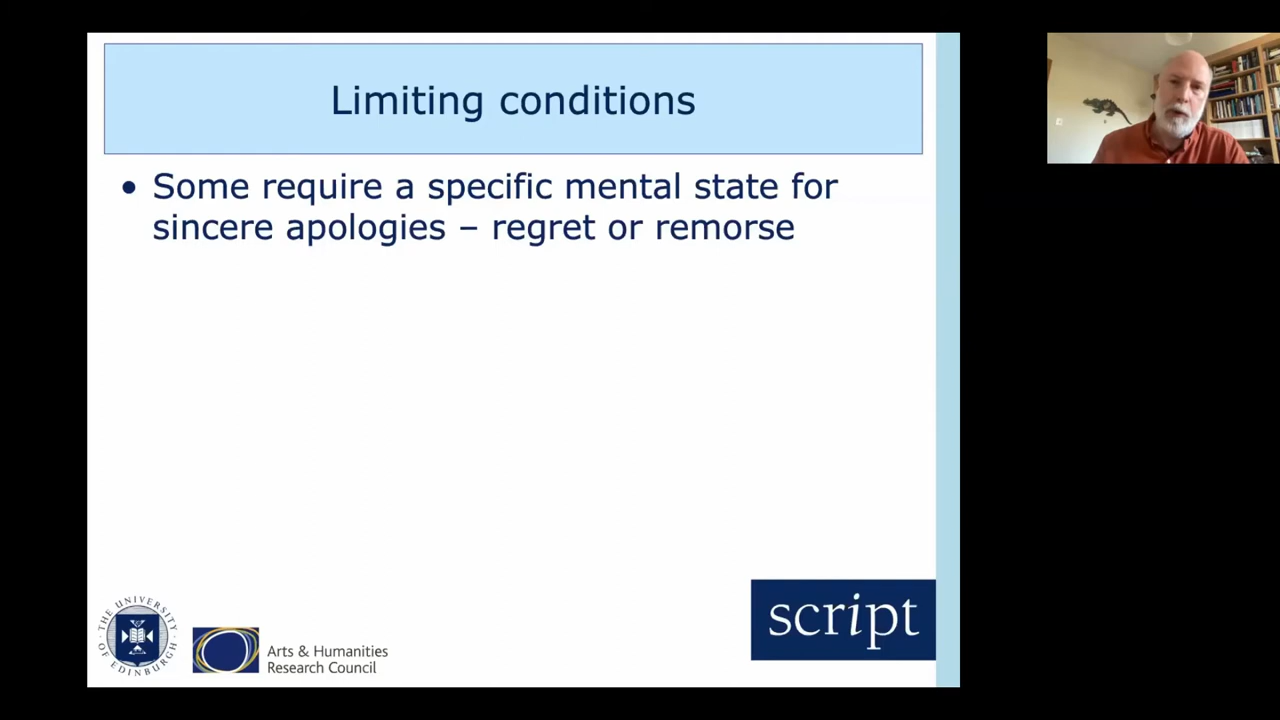 Limiting conditions
• Some require a specific mental state for
sincere apologies – regret or remorse
THE UNIVERSITY
OF EDINBURGH
Arts & Humanities
Research Council
script